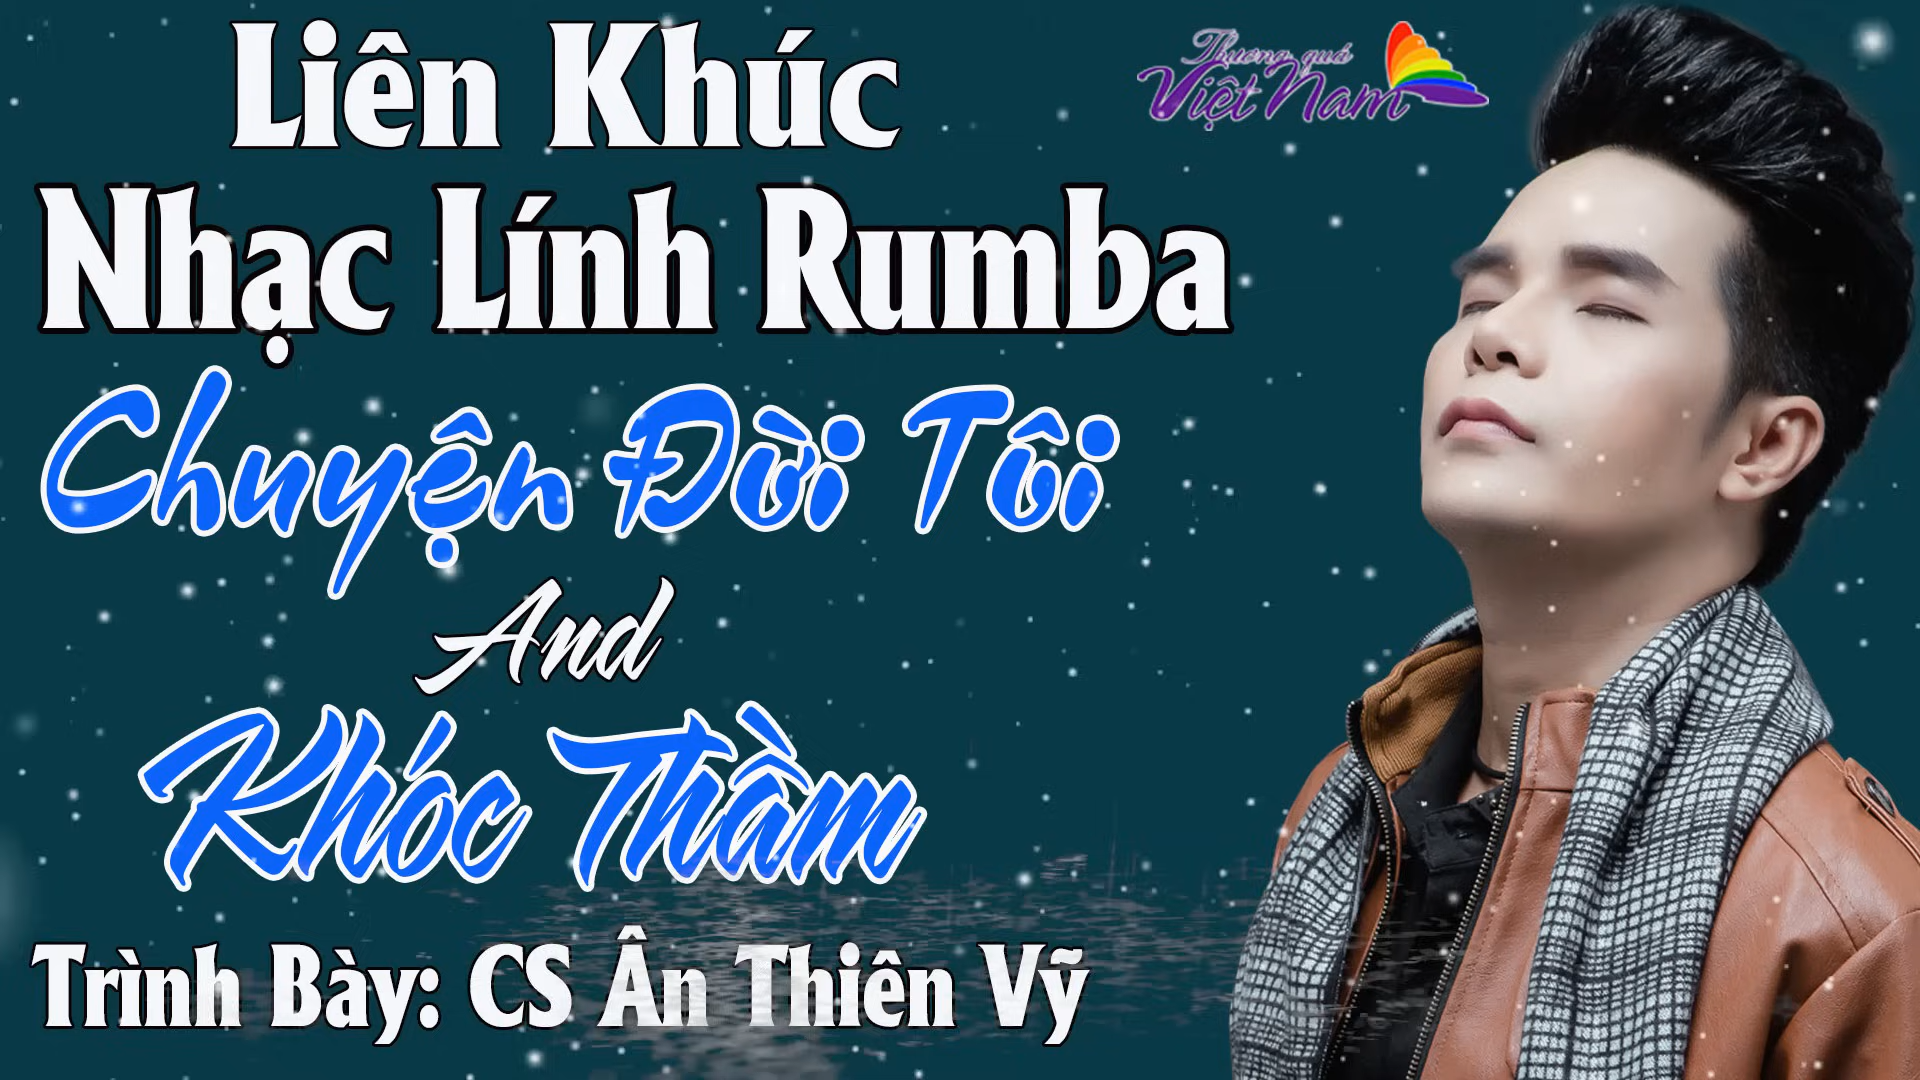 Liên Khúc
Thương quá
Việt Nam
Nhạc Lính Rumba
Chuyện Đời Tôi
And
Khóc Thầm
Trình Bày: CS Ân Thiên Vỹ